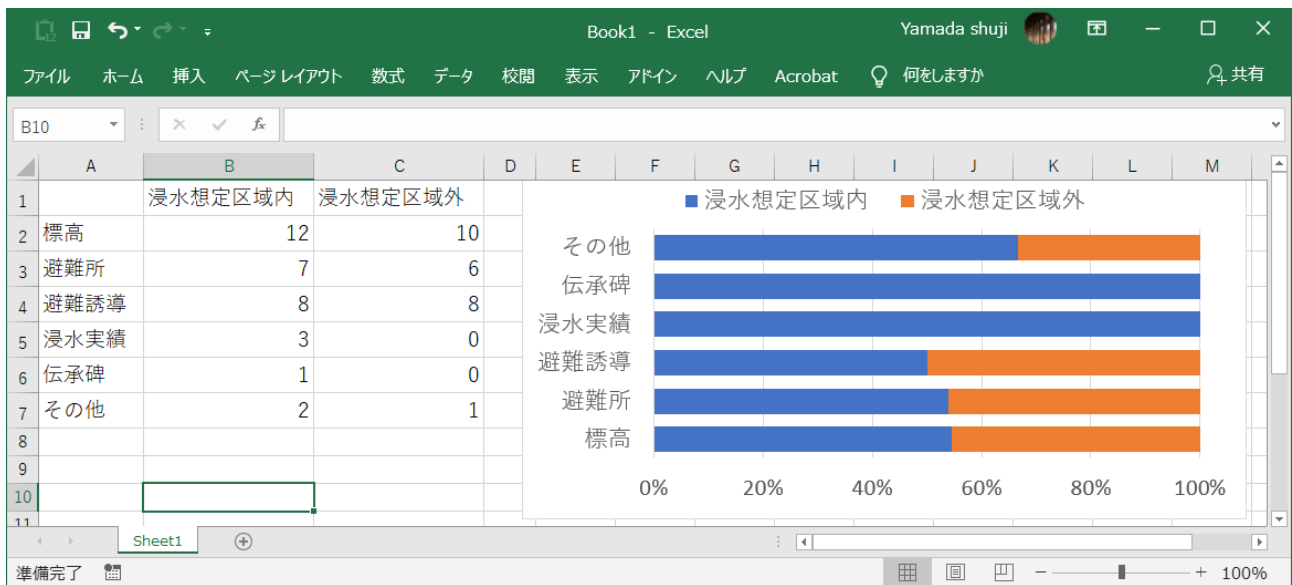 Book1 - Excel
Yamada shuji
ファイル ホーム 挿入 ページ レイアウト 数式 データ 校閲 表示 アドイン ヘルプ Acrobat 何をしますか 共有
B10 fx
A B C D E F G H I J K L M
1 浸水想定区域内 浸水想定区域外
2 標高 12 10
3 避難所 7 6
4 避難誘導 8 8
5 浸水実績 3 0
6 伝承碑 1 0
7 その他 2 1
8
9
10
11
浸水想定区域内 浸水想定区域外
その他
伝承碑
浸水実績
避難誘導
避難所
標高
0% 20% 40% 60% 80% 100%
Sheet1
準備完了 100%